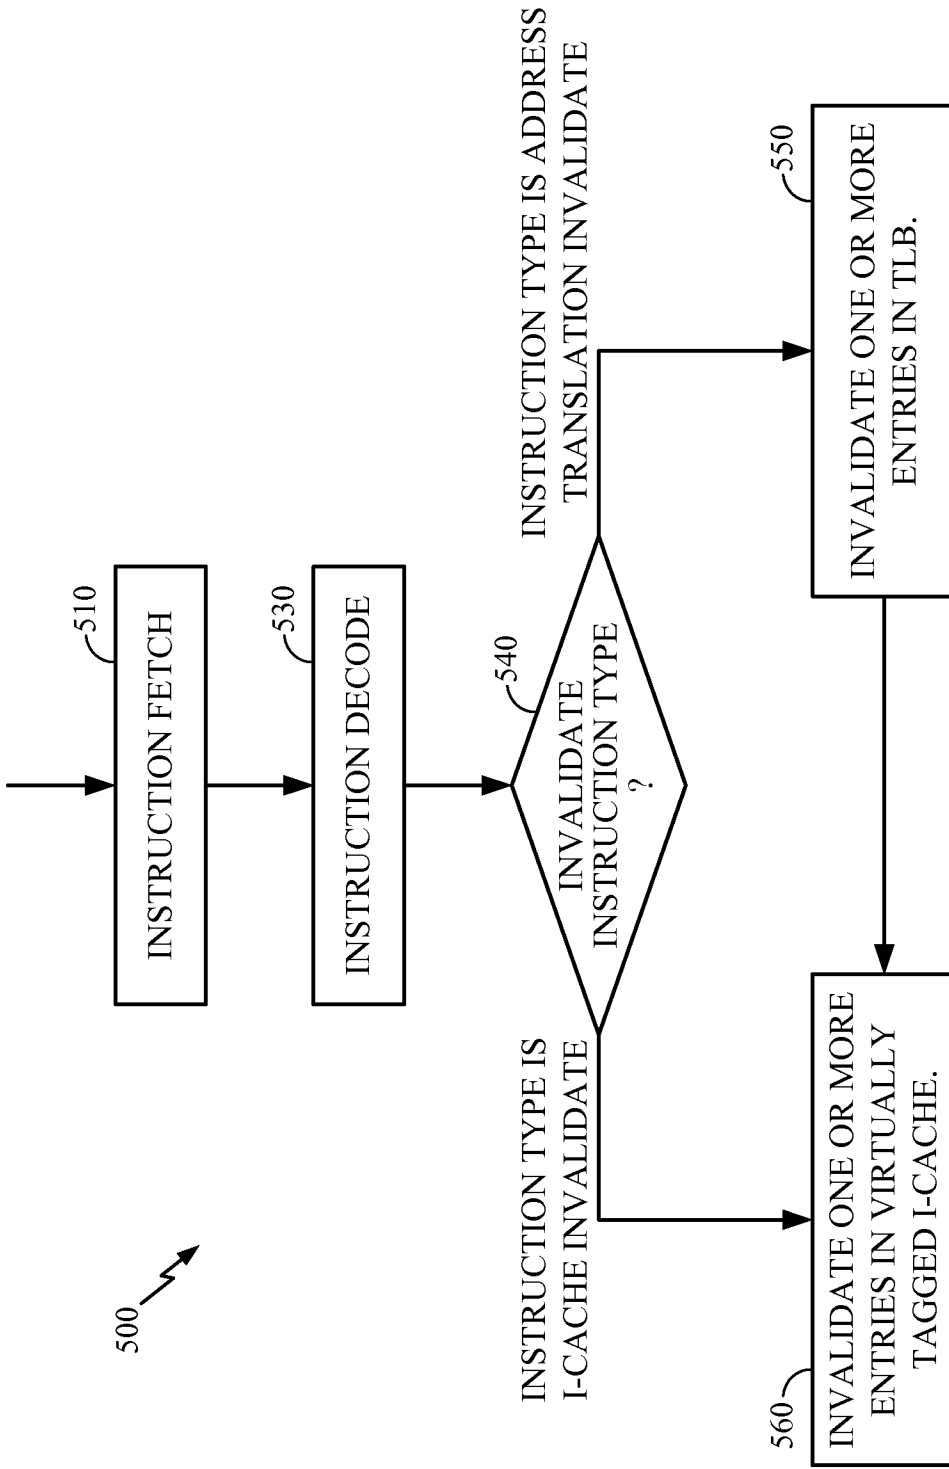 500
510
INSTRUCTION FETCH
530
INSTRUCTION DECODE
540
INVALIDATE
INSTRUCTION TYPE
?
INSTRUCTION TYPE IS
I-CACHE INVALIDATE
INSTRUCTION TYPE IS ADDRESS
TRANSLATION INVALIDATE
560
INVALIDATE ONE OR MORE
ENTRIES IN VIRTUALLY
TAGGED I-CACHE.
550
INVALIDATE ONE OR MORE
ENTRIES IN TLB.